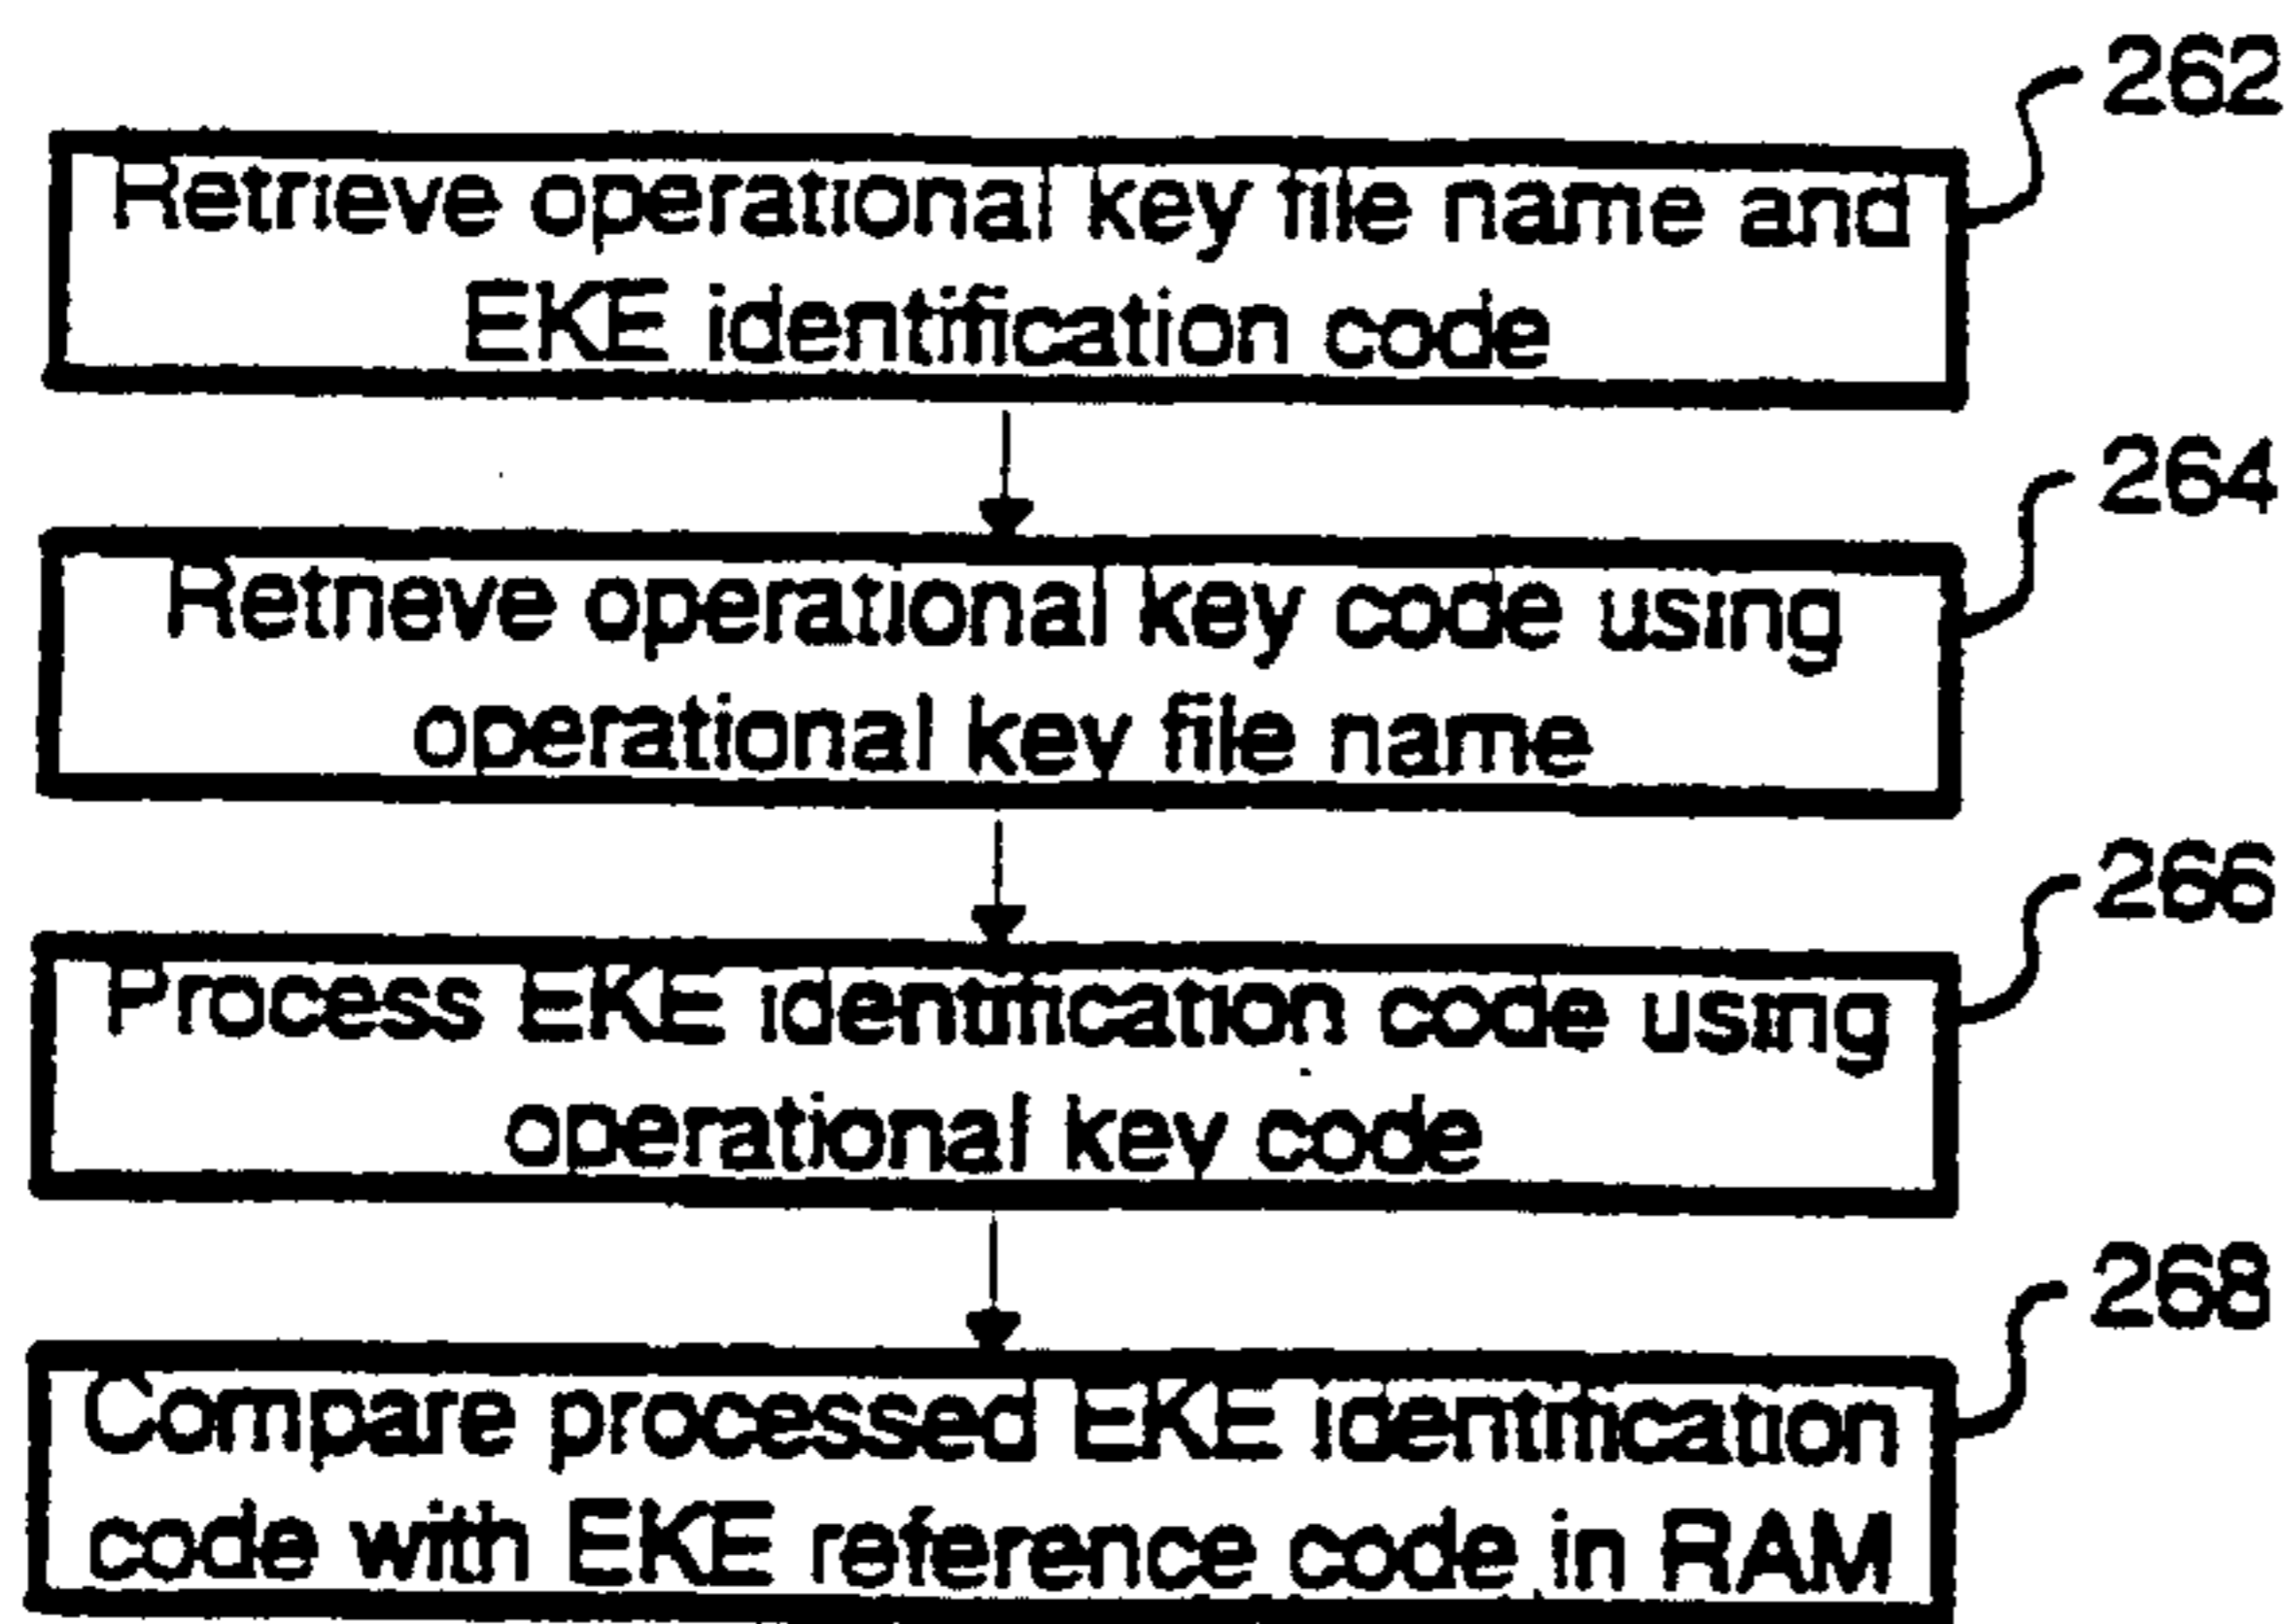 262
Retrieve operational key file name and
EKE identification code
264
Retrieve operational key code using
operational key file name
266
Process EKE identification code using
operational key code
268
Compare processed EKE identification
code with EKE reference code in RAM